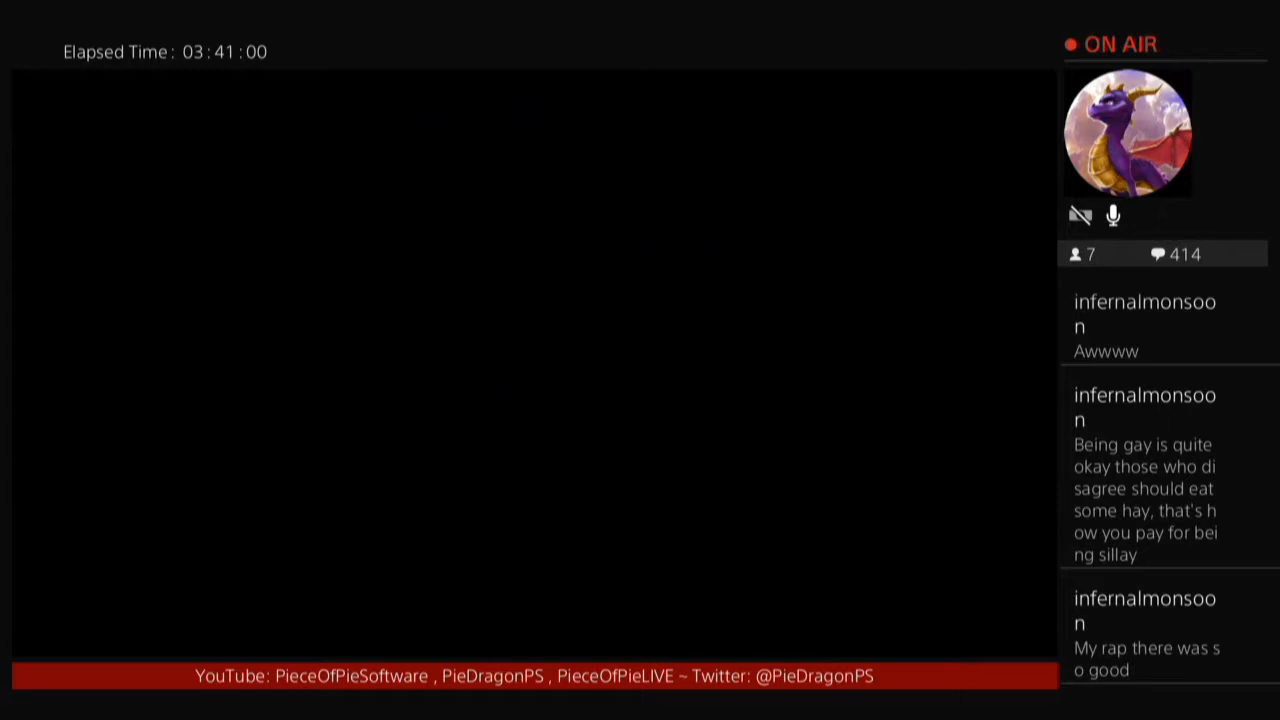 Elapsed Time: 03:41:00
ON AIR
7 414
infernalmonsoo
n
Awwww
infernalmonsoo
n
Being gay is quite
okay those who di
sagree should eat
some hay, that's h
ow you pay for bei
ng sillay
infernalmonsoo
n
My rap there was s
o good
YouTube: PieceOfPieSoftware , PieDragonPS , PieceOfPieLIVE ~ Twitter: @PieDragonPS